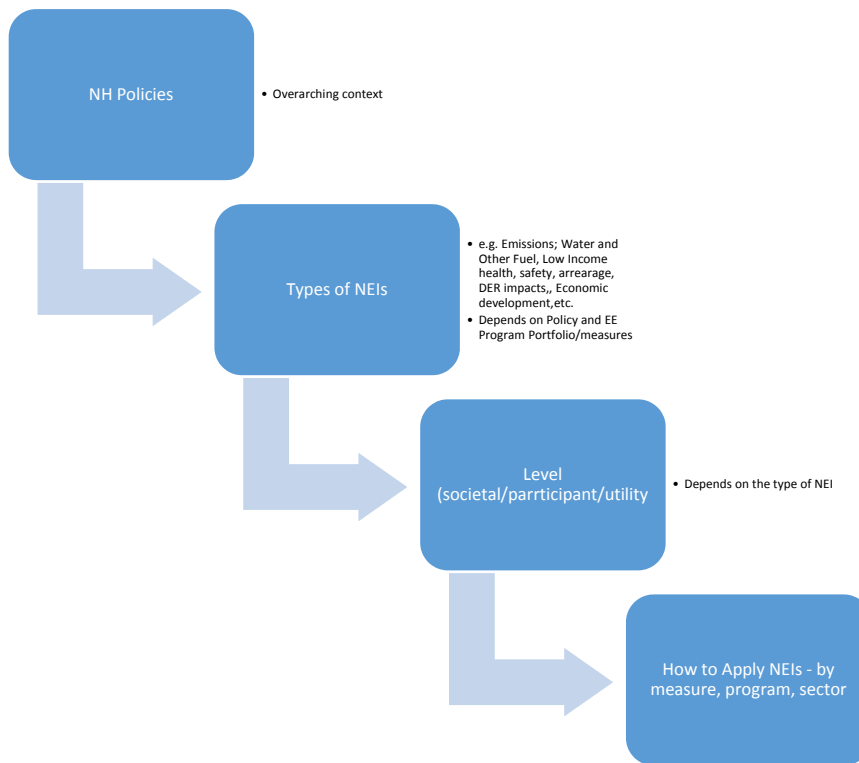 NH Policies
• Overarching context
Types of NEIs
• e.g. Emissions; Water and
Other Fuel, Low Income
health, safety, arrearage,
DER impacts,, Economic
development,etc.
• Depends on Policy and EE
Program Portfolio/measures
Level
(societal/parrticipant/utility
• Depends on the type of NEI
How to Apply NEIs - by
measure, program, sector